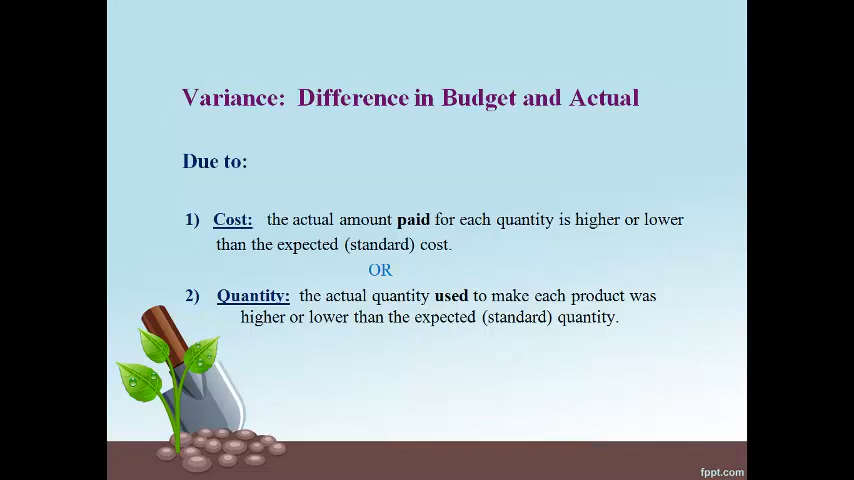 Variance: Difference in Budget and Actual
Due to:
1) Cost: the actual amount paid for each quantity is higher or lower
than the expected (standard) cost.
OR
2) Quantity: the actual quantity used to make each product was
higher or lower than the expected (standard) quantity.
fppt.com